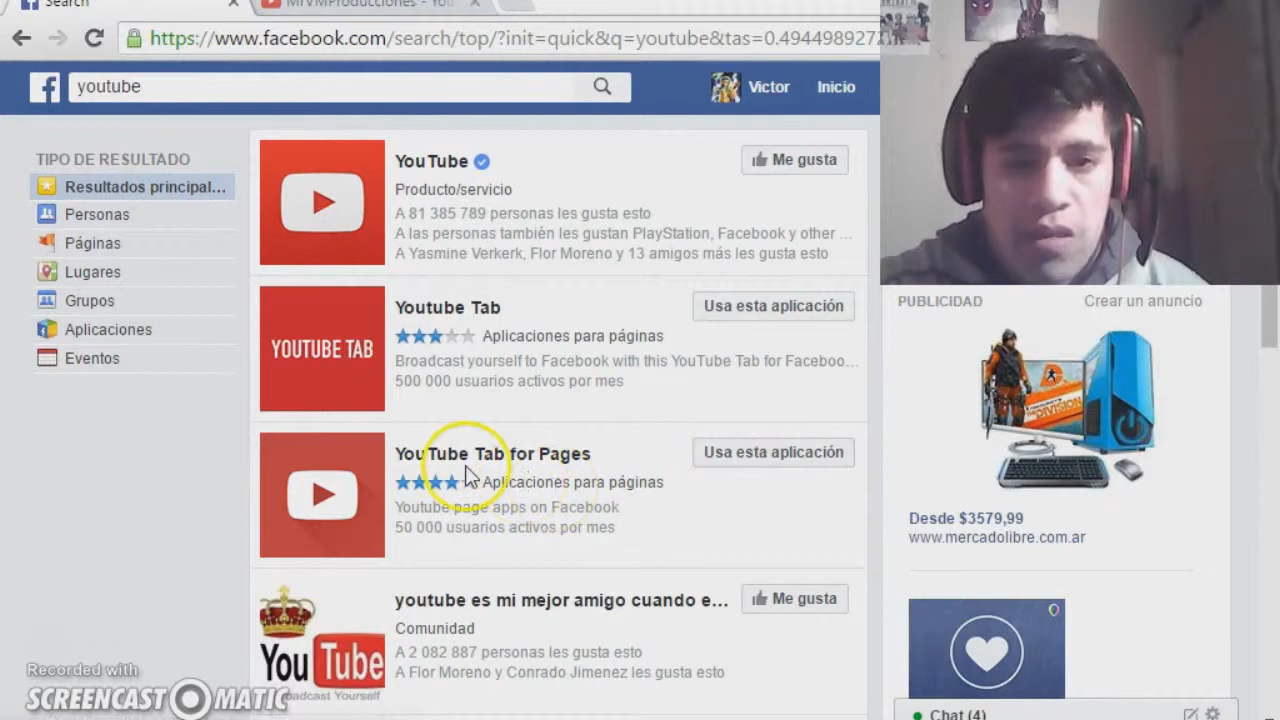 Search
MrVMProducciones - You
https://www.facebook.com/search/top/?init=quick&q=youtube&tas=0.4944989272
youtube
Victor
Inicio
TIPO DE RESULTADO
Resultados principal...
Personas
Páginas
Lugares
Grupos
Aplicaciones
Eventos
YouTube
Me gusta
Producto/servicio
A 81 385 789 personas les gusta esto
A las personas también les gustan PlayStation, Facebook y other ...
A Yasmine Verkerk, Flor Moreno y 13 amigos más les gusta esto
YOUTUBE TAB
Youtube Tab
Usa esta aplicación
Aplicaciones para páginas
Broadcast yourself to Facebook with this YouTube Tab for Faceboo...
500 000 usuarios activos por mes
YouTube Tab for Pages
Usa esta aplicación
Aplicaciones para páginas
Youtube page apps on Facebook
50 000 usuarios activos por mes
You Tube
Broadcast Yourself
youtube es mi mejor amigo cuando e...
Me gusta
Comunidad
A 2 082 887 personas les gusta esto
A Flor Moreno y Conrado Jimenez les gusta esto
PUBLICIDAD
Crear un anuncio
Desde $3579,99
www.mercadolibre.com.ar
Chat (4)
Recorded with
SCREENCAST-O-MATIC